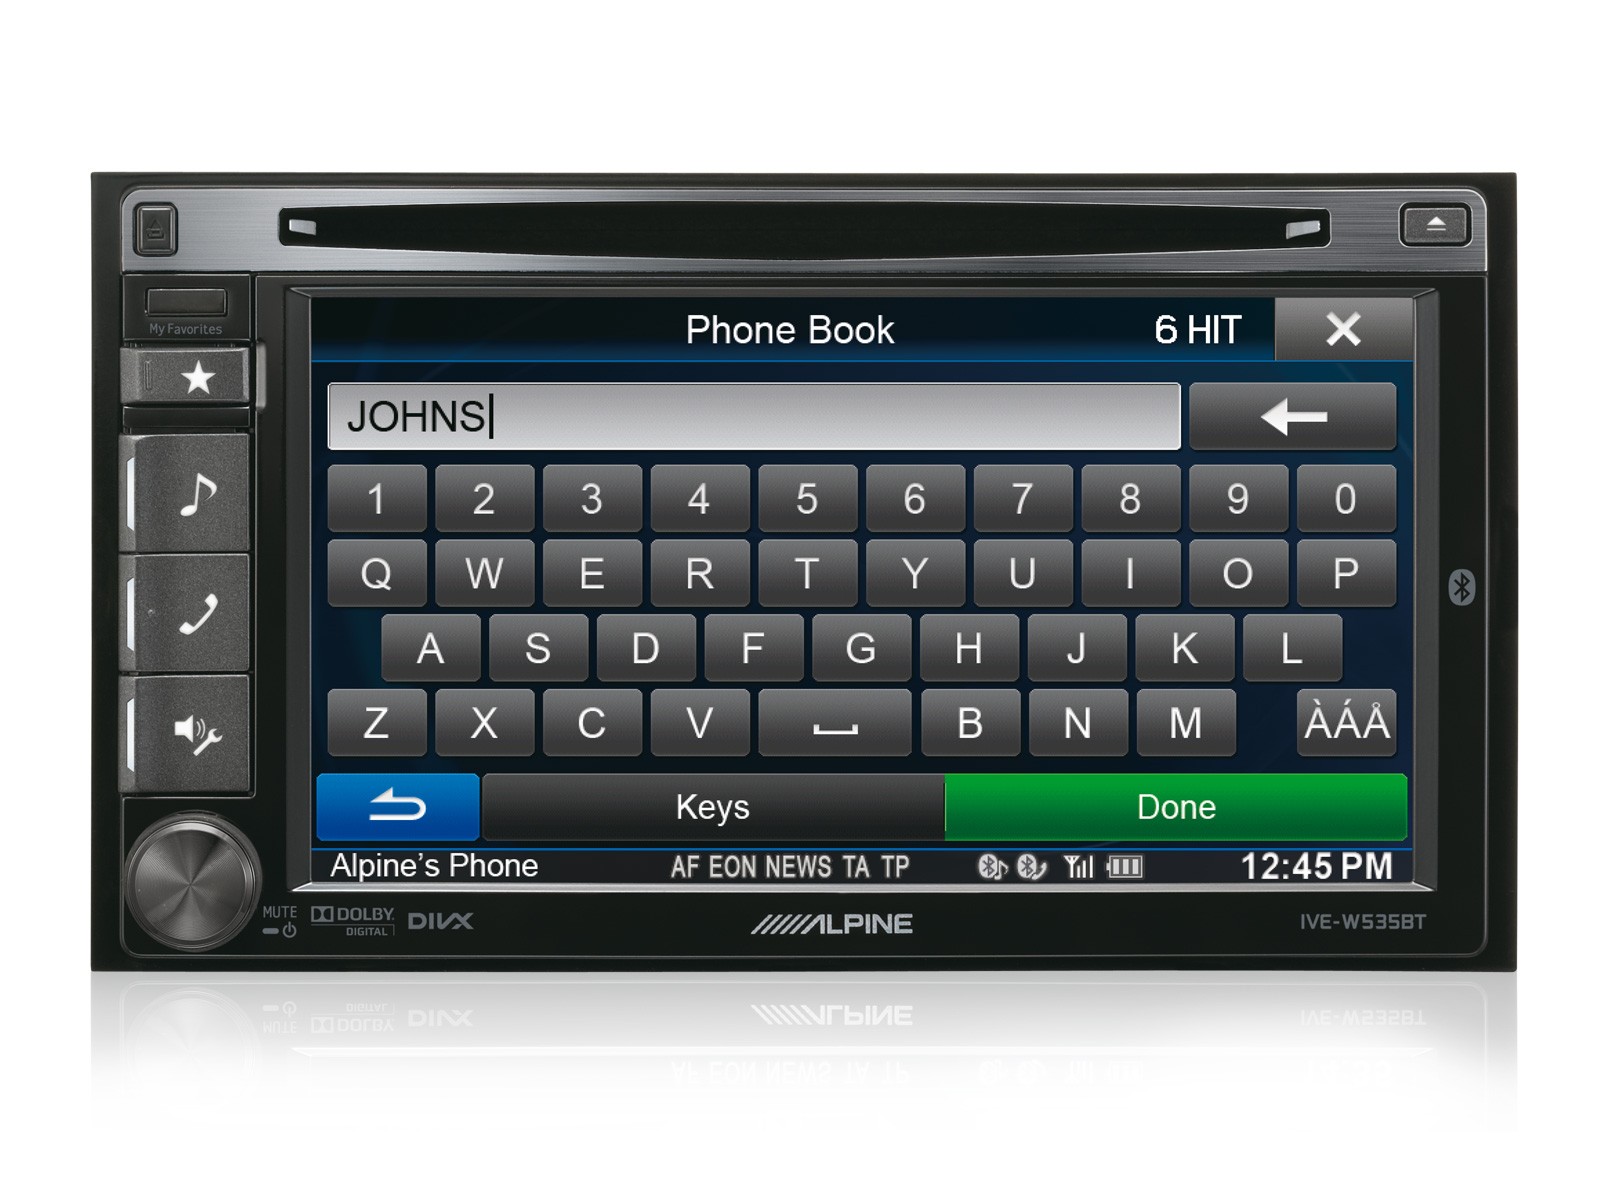 My Favorites
Phone Book 6 HIT
JOHNS
1 2 3 4 5 6 7 8 9 0
Q W E R T Y U I O P
A S D F G H J K L
Z X C V B N M ÀÁÅ
Keys Done
Alpine's Phone AF EON NEWS TA TP 12:45 PM
MUTE DOLBY DIGITAL DIVX ALPINE IVE-W535BT